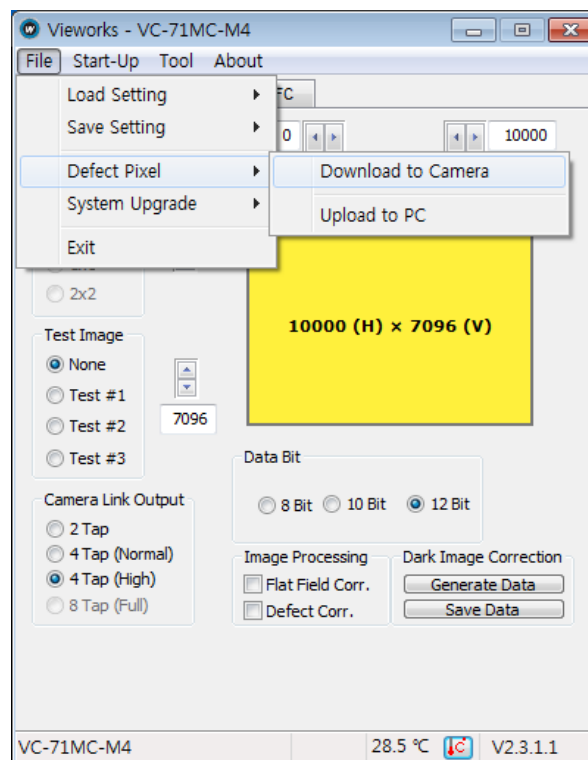 Vieworks - VC-71MC-M4
File Start-Up Tool About
Load Setting
Save Setting
0 10000
Defect Pixel
Download to Camera
System Upgrade
Upload to PC
Exit
2x2
10000 (H) × 7096 (V)
Test Image
None
Test #1
Test #2
7096
Test #3
Data Bit
8 Bit 10 Bit 12 Bit
Camera Link Output
2 Tap
4 Tap (Normal)
4 Tap (High)
8 Tap (Full)
Image Processing
Flat Field Corr.
Defect Corr.
Dark Image Correction
Generate Data
Save Data
VC-71MC-M4 28.5 ℃ V2.3.1.1